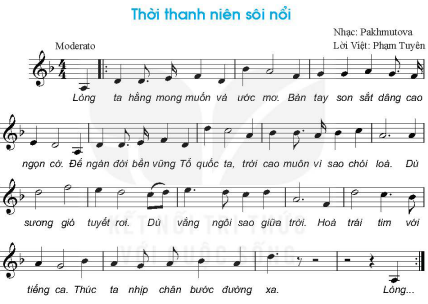 Thời thanh niên sôi nổi
Nhạc: Pakhmutova
Moderato
Lời Việt: Phạm Tuyên
Lòng ta hằng mong muốn và ước mơ. Bàn tay son sắt dâng cao
ngọn cờ. Để ngàn đời bền vững Tổ quốc ta, trời cao muôn vì sao chói loà. Dù
sương gió tuyết rơi. Dù vắng ngôi sao giữa trời. Hoà trái tim với
tiếng ca. Thúc ta nhịp chân bước đường xa. Lòng...